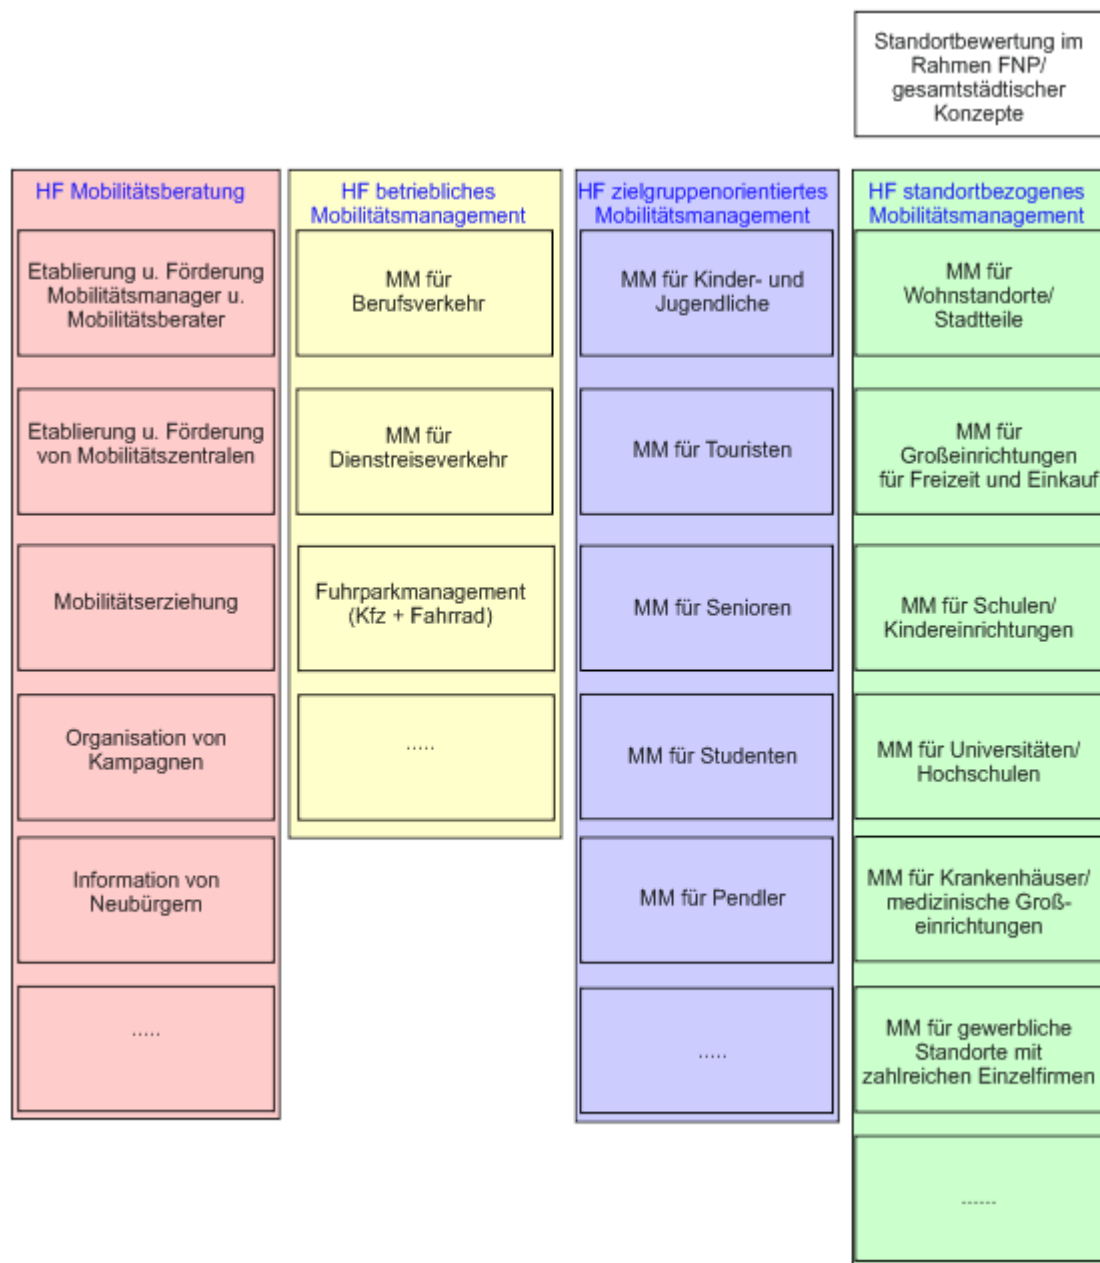 Standortbewertung im
Rahmen FNP/
gesamtstädtischer
Konzepte
HF Mobilitätsberatung
Etablierung u. Förderung
Mobilitätsmanager u.
Mobilitätsberater
Etablierung u. Förderung
von Mobilitätszentralen
Mobilitätserziehung
Organisation von
Kampagnen
Information von
Neubürgern
.....
HF betriebliches
Mobilitätsmanagement
MM für
Berufsverkehr
MM für
Dienstreiseverkehr
Fuhrparkmanagement
(Kfz + Fahrrad)
.....
HF zielgruppenorientiertes
Mobilitätsmanagement
MM für Kinder- und
Jugendliche
MM für Touristen
MM für Senioren
MM für Studenten
MM für Pendler
.....
HF standortbezogenes
Mobilitätsmanagement
MM für
Wohnstandorte/
Stadtteile
MM für
Großeinrichtungen
für Freizeit und Einkauf
MM für Schulen/
Kindereinrichtungen
MM für Universitäten/
Hochschulen
MM für Krankenhäuser/
medizinische Groß-
einrichtungen
MM für gewerbliche
Standorte mit
zahlreichen Einzelfirmen
......